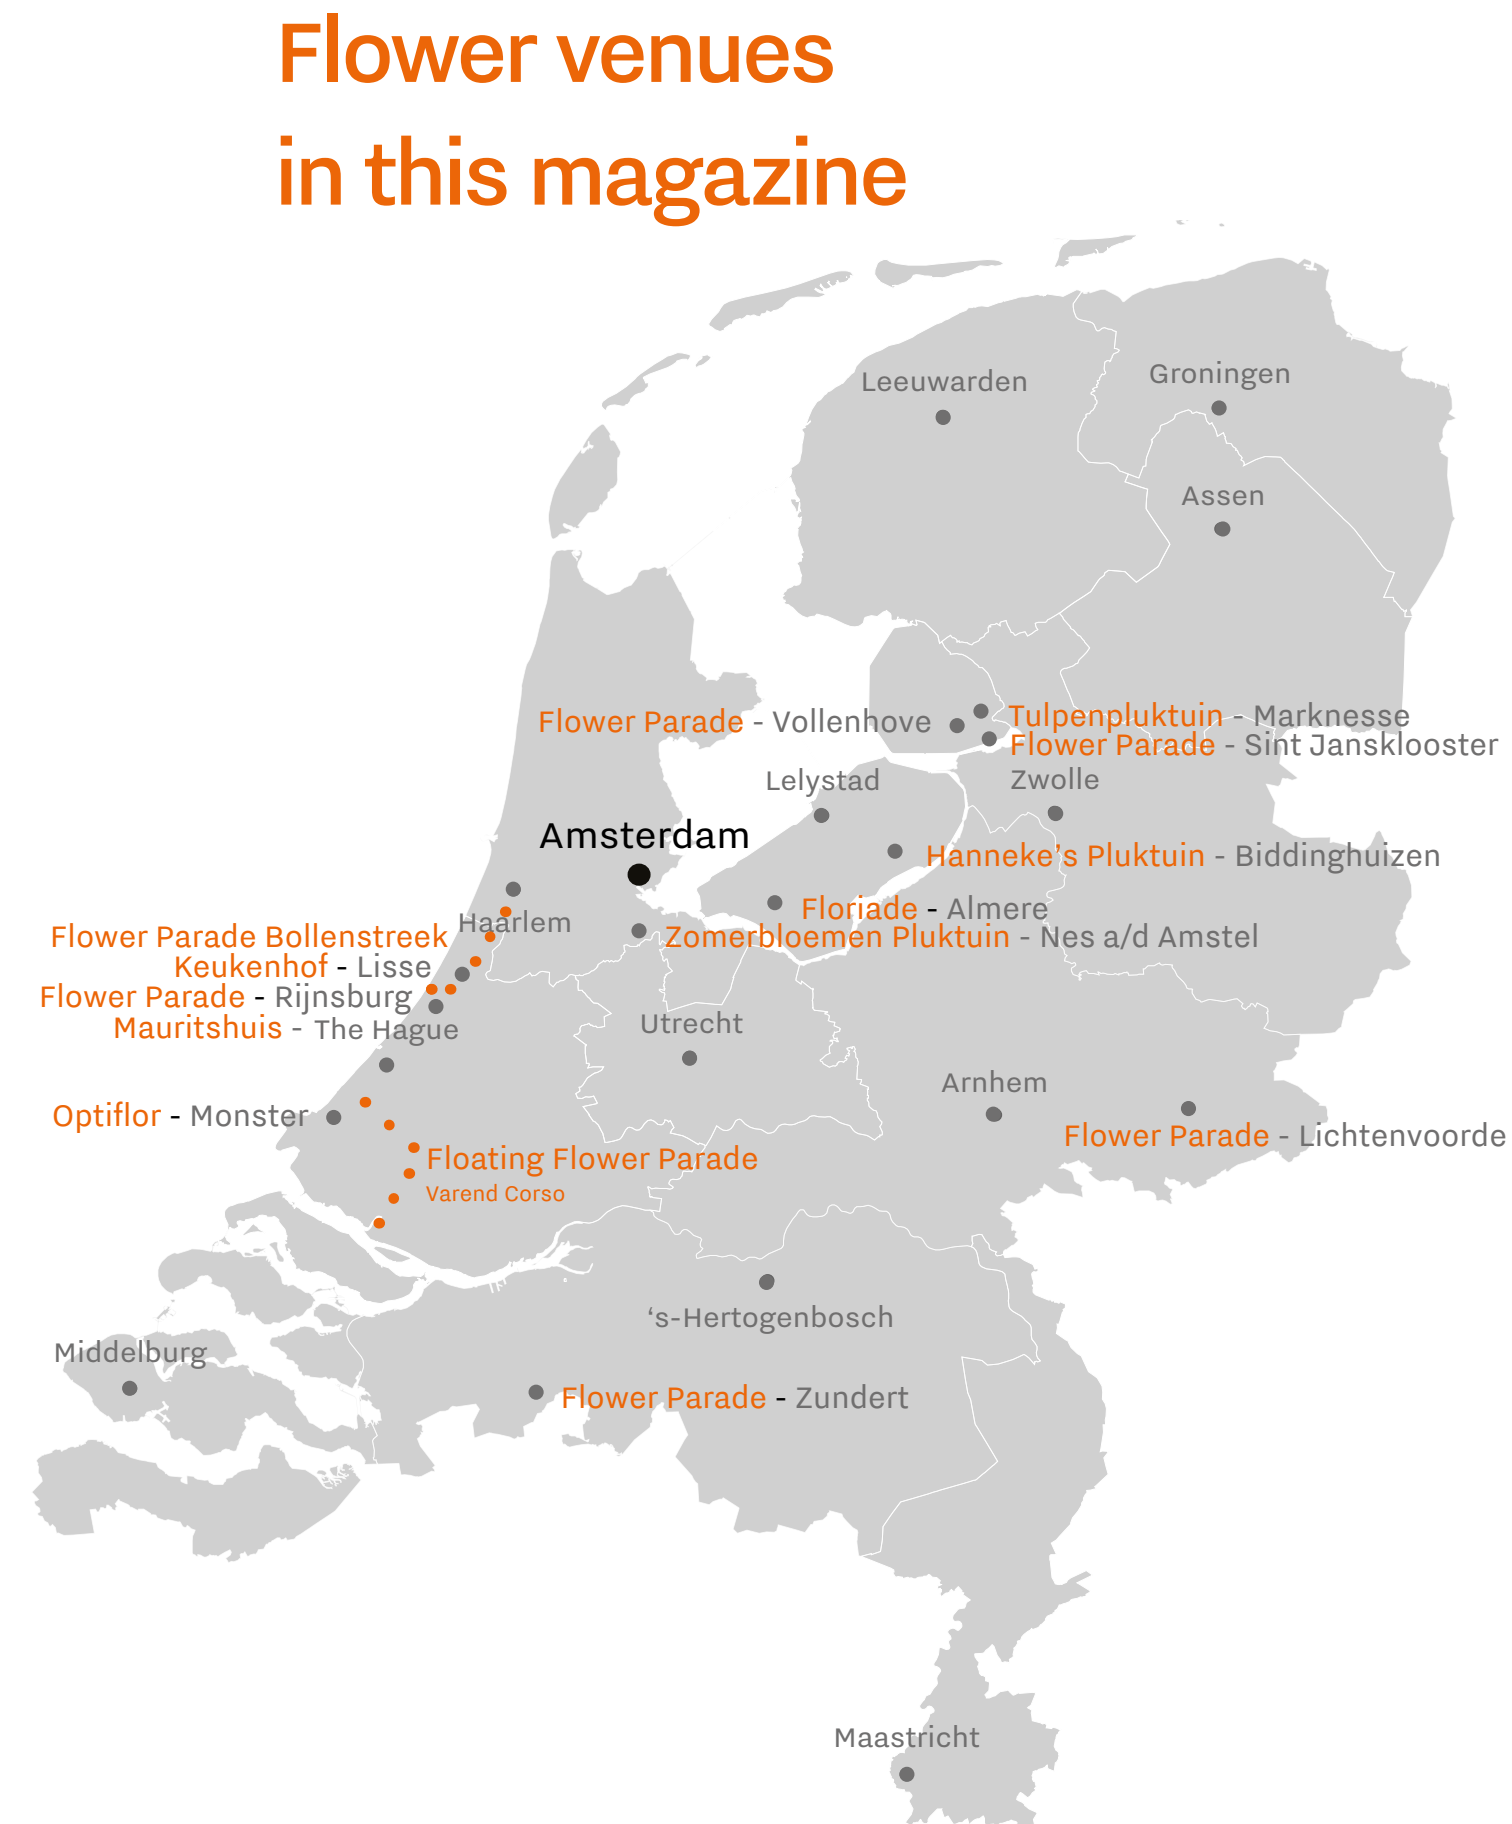 Flower venues
in this magazine
Leeuwarden
Groningen
Assen
Flower Parade - Vollenhove
Tulpenpluktuin - Marknesse
Flower Parade - Sint Jansklooster
Lelystad
Zwolle
Amsterdam
Hanneke's Pluktuin - Biddinghuizen
Floriade - Almere
Haarlem
Flower Parade Bollenstreek
Zomerbloemen Pluktuin - Nes a/d Amstel
Keukenhof - Lisse
Flower Parade - Rijnsburg
Mauritshuis - The Hague
Utrecht
Arnhem
Optiflor - Monster
Flower Parade - Lichtenvoorde
Floating Flower Parade
Varend Corso
‘s-Hertogenbosch
Middelburg
Flower Parade - Zundert
Maastricht